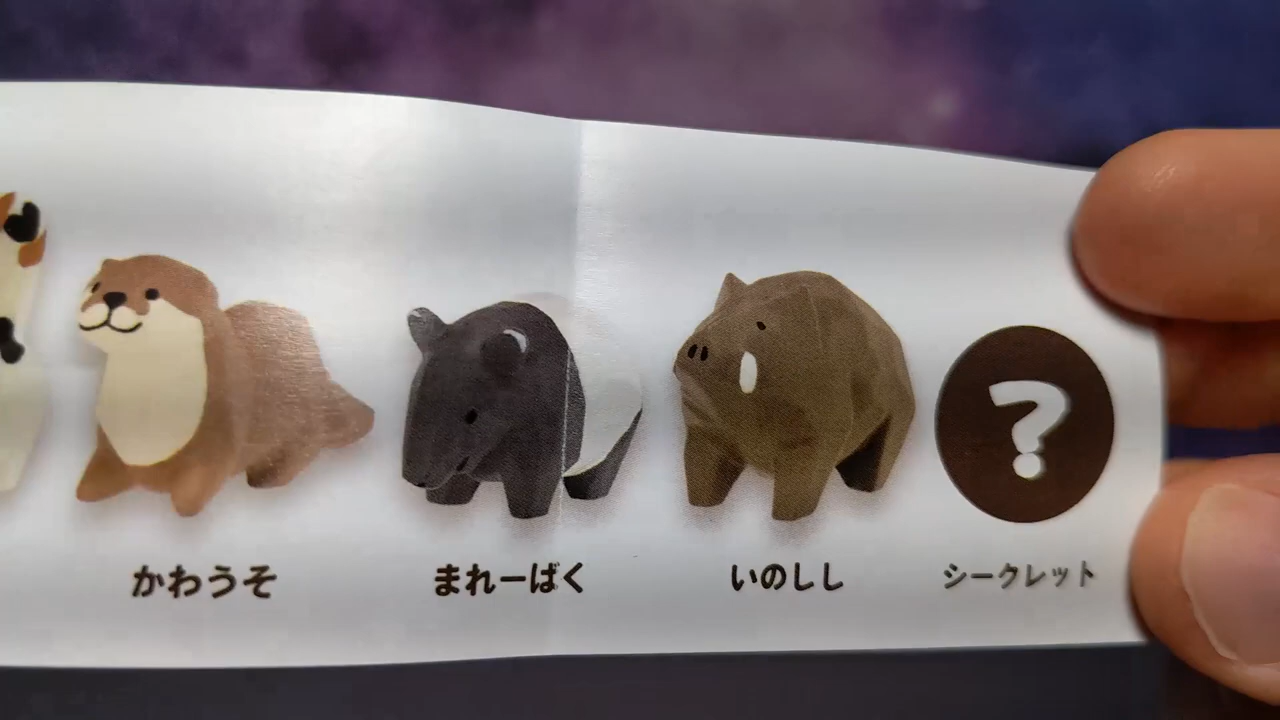 ?
かわうそ
まれーばく
いのしし
シークレット